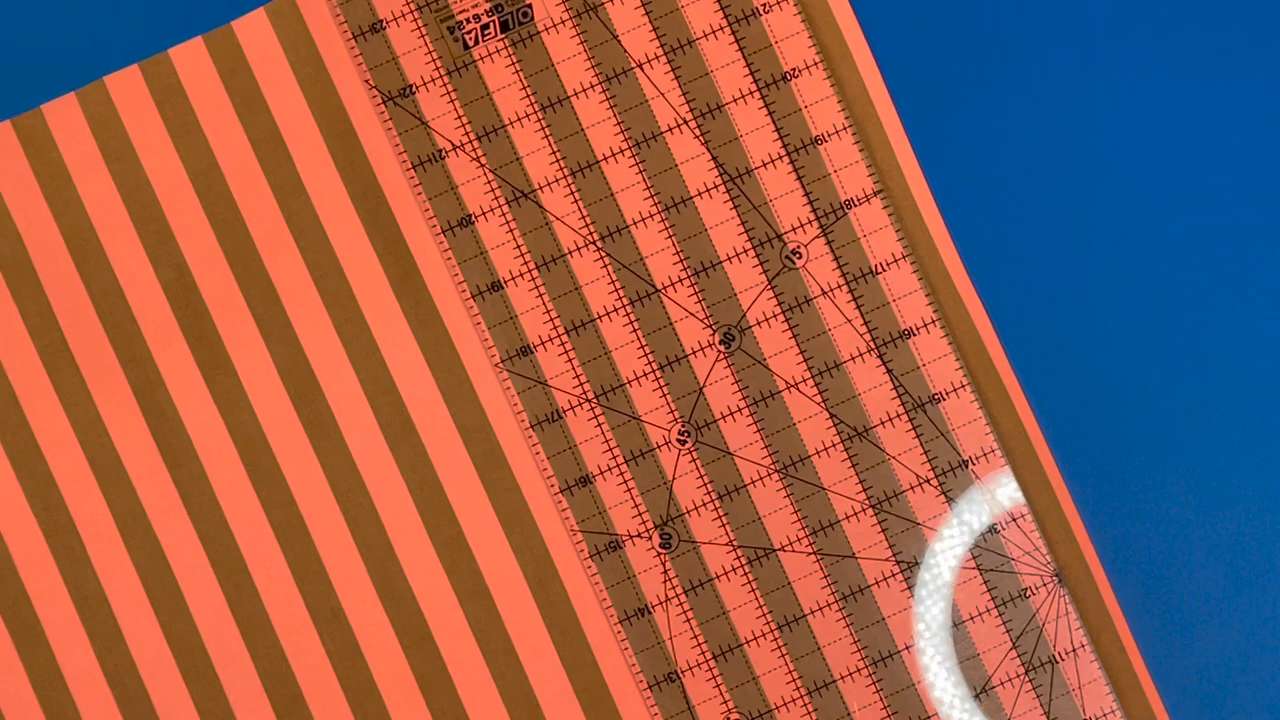 OLFA®
QR-6x24
23 22 21 20 19 18 17 16 15 14 13
21 20 19 18 17 16 15 14 13 12 11
15°
30°
45°
60°